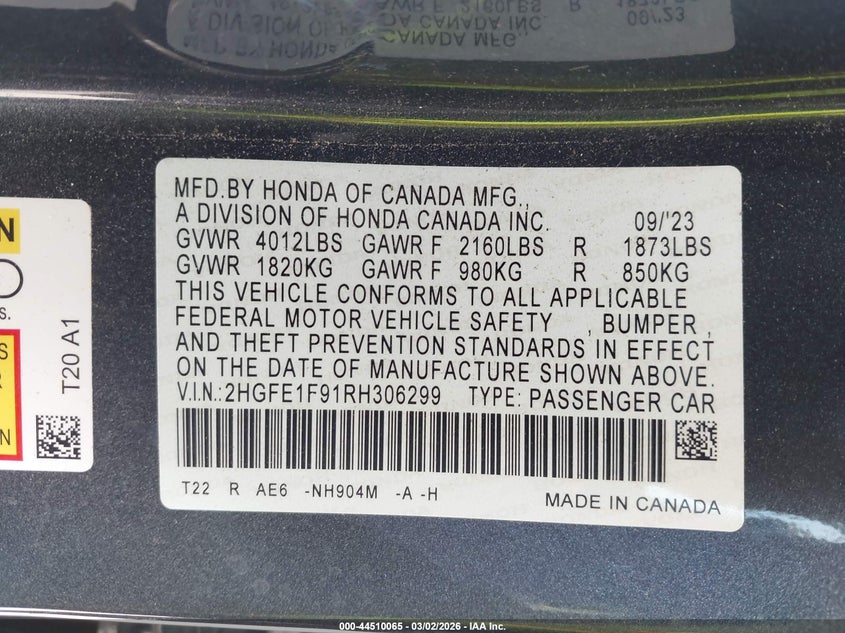 MFD.BY HONDA OF CANADA MFG.,
A DIVISION OF HONDA CANADA INC. 09/'23
GVWR 4012LBS GAWR F 2160LBS R 1873LBS
GVWR 1820KG GAWR F 980KG R 850KG
THIS VEHICLE CONFORMS TO ALL APPLICABLE
FEDERAL MOTOR VEHICLE SAFETY , BUMPER ,
AND THEFT PREVENTION STANDARDS IN EFFECT
ON THE DATE OF MANUFACTURE SHOWN ABOVE.
V.I.N.:2HGFE1F91RH306299 TYPE: PASSENGER CAR
T22 R AE6 -NH904M -A -H MADE IN CANADA
N
S.
S
R
N
T20 A1
000-44510065 - 03/02/2026 - IAA Inc.